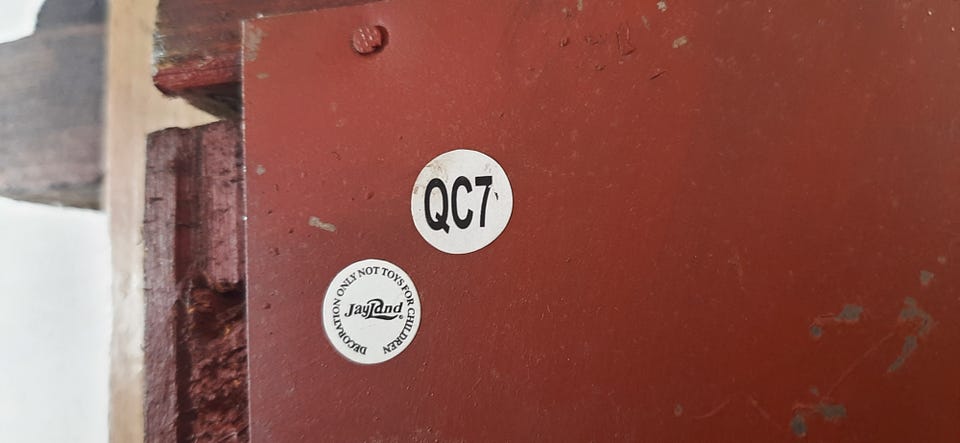 QC7
DECORATION ONLY NOT TOYS FOR CHILDREN
JayLand®